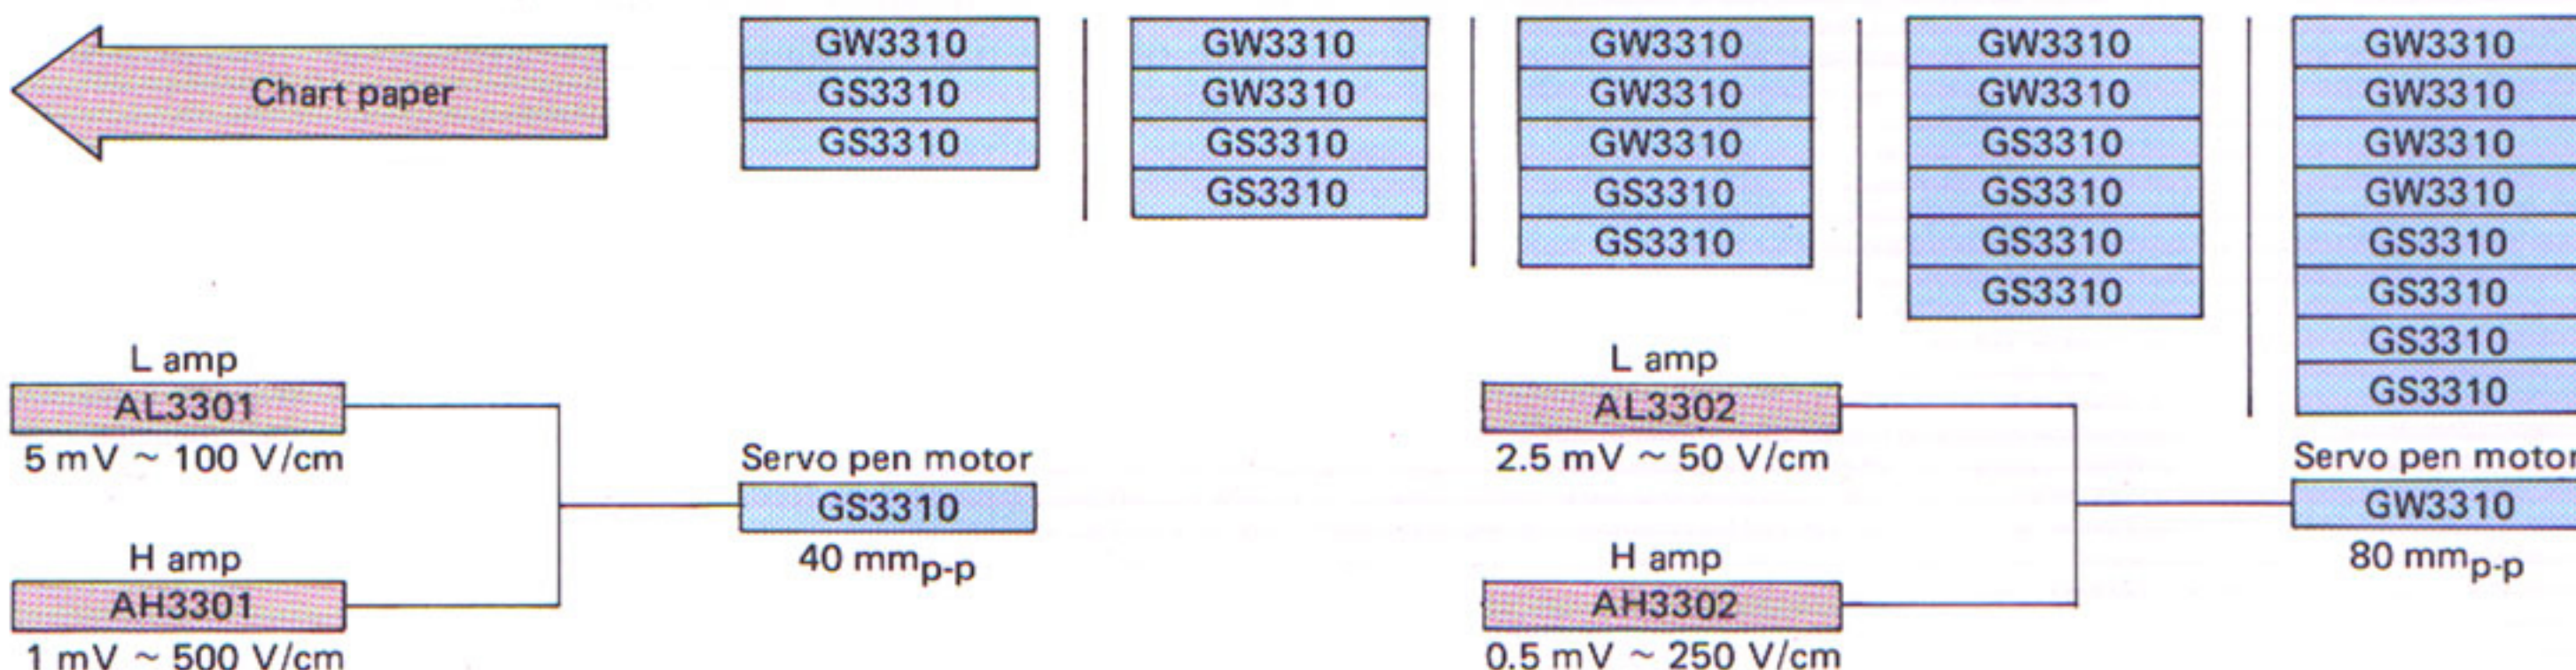 Chart paper
GW3310
GS3310
GS3310
GW3310
GW3310
GS3310
GS3310
GW3310
GW3310
GW3310
GS3310
GS3310
GW3310
GW3310
GS3310
GS3310
GS3310
GS3310
GW3310
GW3310
GW3310
GW3310
GS3310
GS3310
GS3310
GS3310
L amp
AL3301
5 mV ~ 100 V/cm
H amp
AH3301
1 mV ~ 500 V/cm
Servo pen motor
GS3310
40 mmp-p
L amp
AL3302
2.5 mV ~ 50 V/cm
H amp
AH3302
0.5 mV ~ 250 V/cm
Servo pen motor
GW3310
80 mmp-p